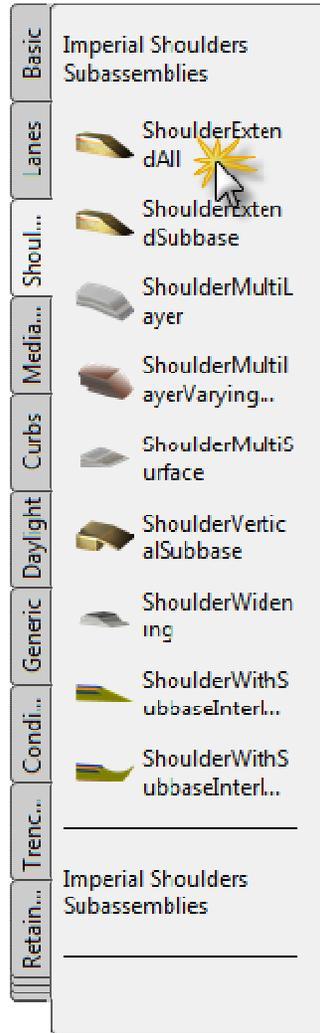 Basic
Lanes
Shoul...
Media...
Curbs
Daylight
Generic
Condi...
Trenc...
Retain...
Imperial Shoulders
Subassemblies
ShoulderExten
dAll
ShoulderExten
dSubbase
ShoulderMultiL
ayer
ShoulderMultil
ayerVarying...
ShoulderMultiS
urface
ShoulderVertic
alSubbase
ShoulderWiden
ing
ShoulderWithS
ubbaseInterl...
ShoulderWithS
ubbaseInterl...
Imperial Shoulders
Subassemblies